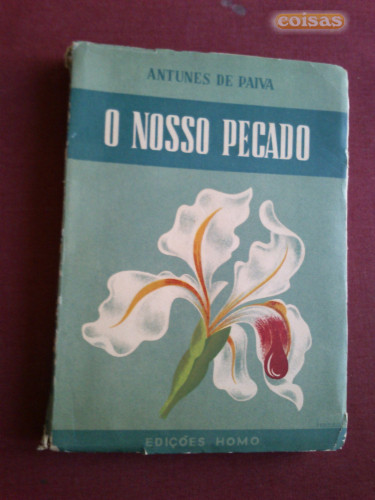 coisas
ANTUNES DE PAIVA
O NOSSO PECADO
EDIÇÕES HOMO